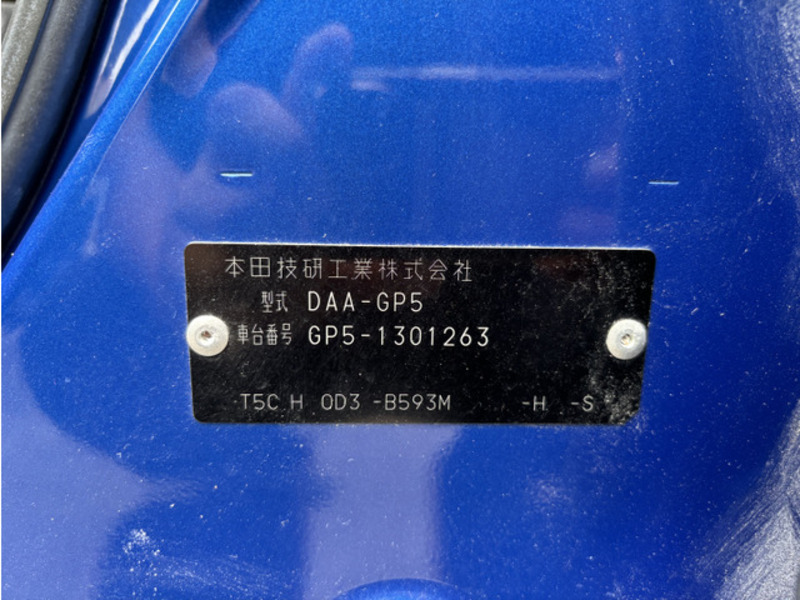 本田技研工業株式会社
型式 DAA-GP5
車台番号 GP5-1301263
T5C H 0D3 -B593M -H -S